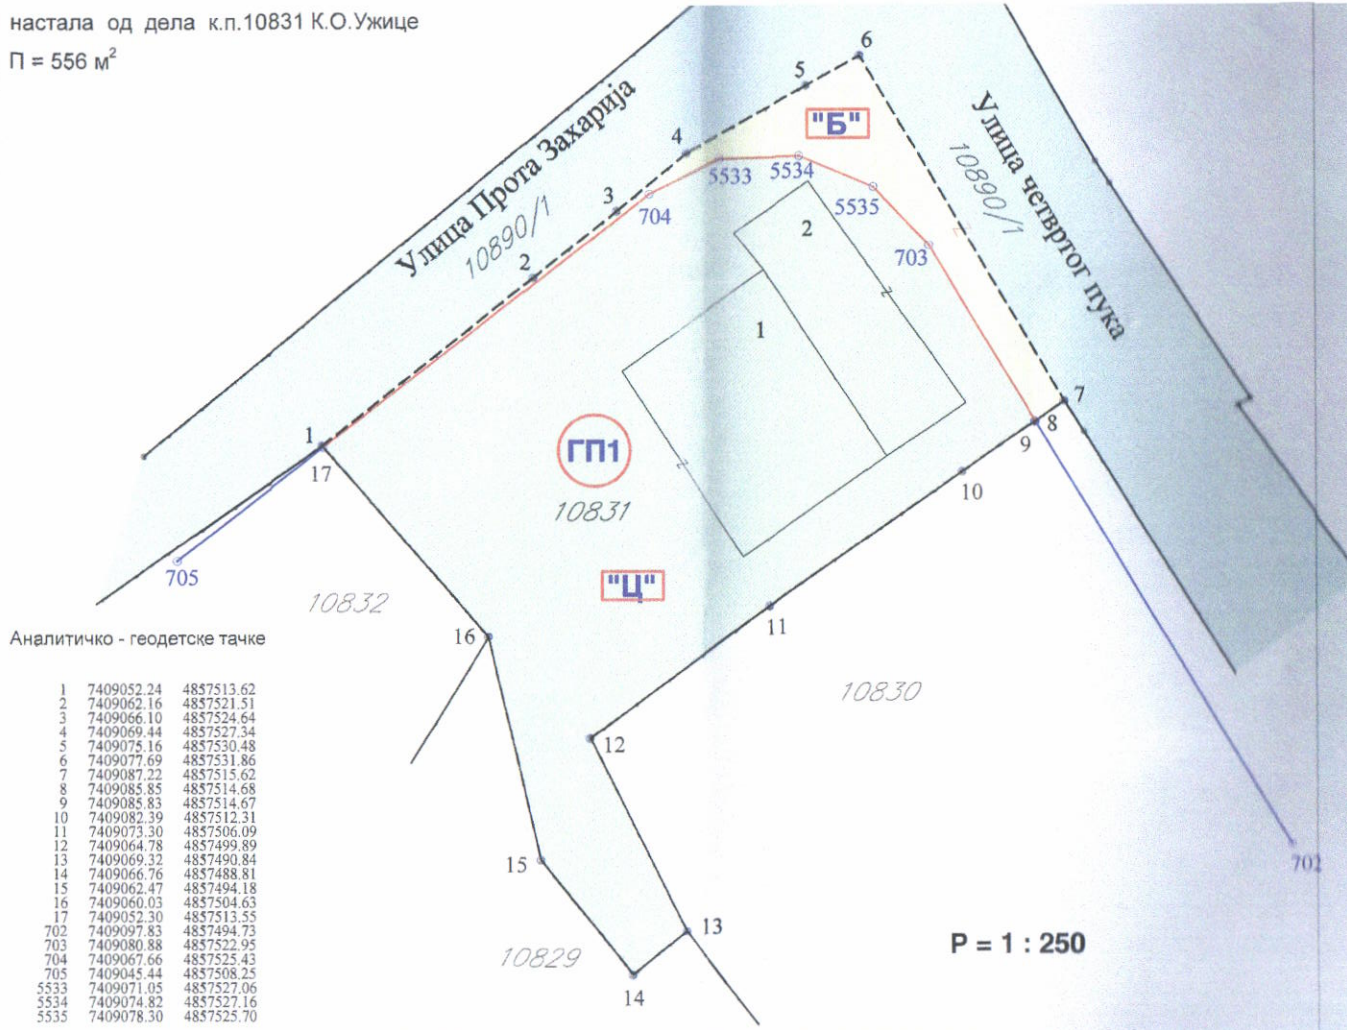 настала од дела к.п.10831 К.О.Ужице
П = 556 м²
6
5
"Б"
4
Улица Прота Захарија
10890/1
Улица четвртог пука
10890/1
5533
5534
5535
3
704
2
703
2
1
1
17
7
8
9
ГП1
10831
10
705
"Ц"
10832
11
16
Аналитичко - геодетске тачке
10830
12
1 7409052.24 4857513.62
2 7409062.16 4857521.51
3 7409066.10 4857524.64
4 7409069.44 4857527.34
5 7409075.16 4857530.48
6 7409077.69 4857531.86
7 7409087.22 4857515.62
8 7409085.85 4857514.68
9 7409085.83 4857514.67
10 7409082.39 4857512.31
11 7409073.30 4857506.09
12 7409064.78 4857499.89
13 7409069.32 4857490.84
14 7409066.76 4857488.81
15 7409062.47 4857494.18
16 7409060.03 4857504.63
17 7409052.30 4857513.55
702 7409097.83 4857494.73
703 7409080.88 4857522.95
704 7409067.66 4857525.43
705 7409045.44 4857508.25
5533 7409071.05 4857527.06
5534 7409074.82 4857527.16
5535 7409078.30 4857525.70
15
702
13
10829
14
Р = 1 : 250